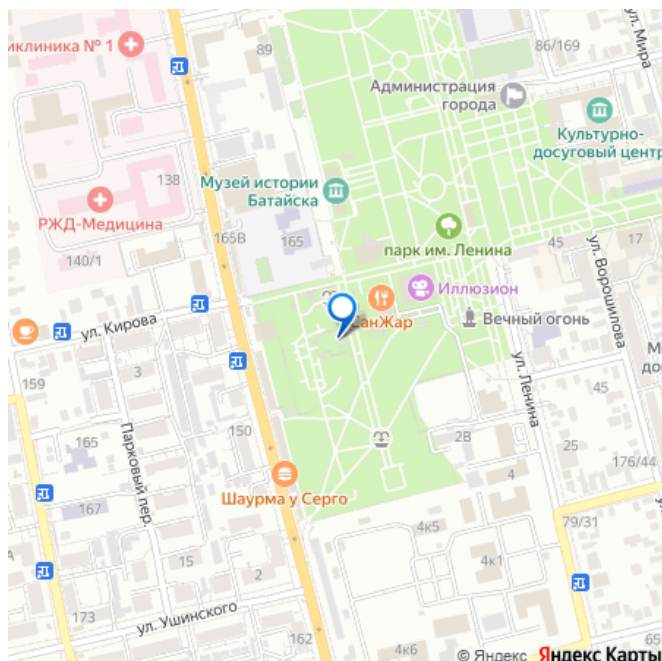 иклиника № 1
89
86/169
ул. Мира
Администрация
города
Культурно-
досуговый центр
138
РЖД-Медицина
Музей истории
Батайска
165В
165
парк им. Ленина
45
17
ул. Ворошилова
140/1
Иллюзион
ул. Кирова
СанЖар
Вечный огонь
159
3
ул. Ленина
М
до
45
165
Парковый пер.
150
2В
25
176/44
167
Шаурма у Серго
4
4к5
79/31
15
4к1
2
173
ул. Ушинского
162
4к6
65
© Яндекс Яндекс Карты